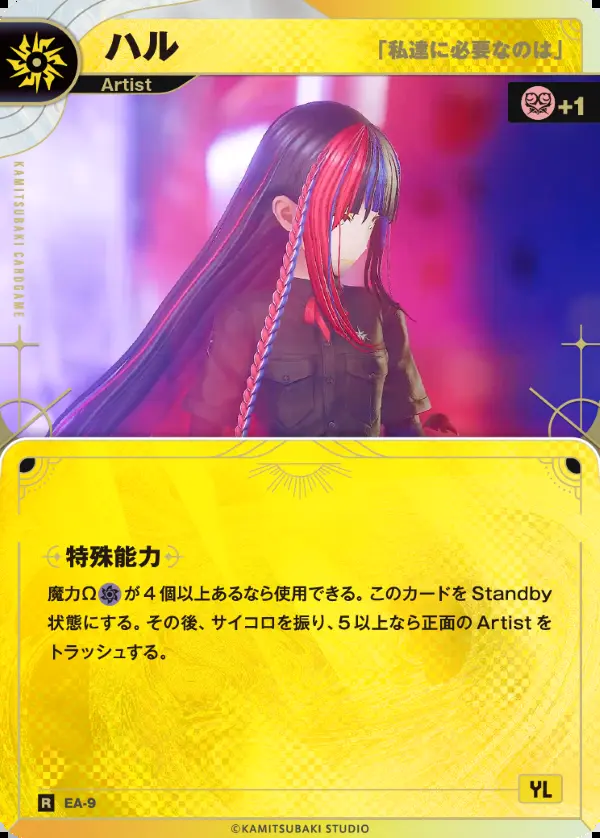 ハル
「私達に必要なのは」
Artist
+1
KAMITSUBAKI CARDGAME
特殊能力
魔力Ωが4個以上あるなら使用できる。このカードをStandby
状態にする。その後、サイコロを振り、5以上なら正面のArtistを
トラッシュする。
YL
R EA-9
©KAMITSUBAKI STUDIO